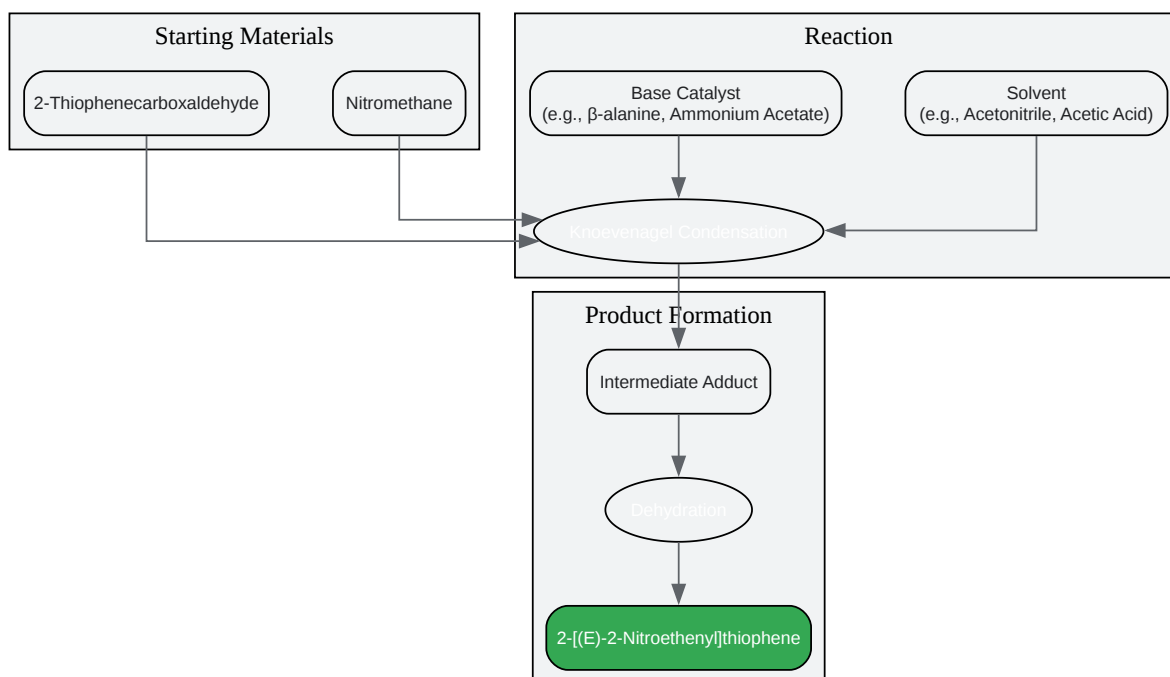 Starting Materials
2-Thiophenecarboxaldehyde
Nitromethane
Reaction
Base Catalyst
(e.g., β-alanine, Ammonium Acetate)
Solvent
(e.g., Acetonitrile, Acetic Acid)
Knoevenagel Condensation
Product Formation
Intermediate Adduct
Dehydration
2-[(E)-2-Nitroethenyl]thiophene